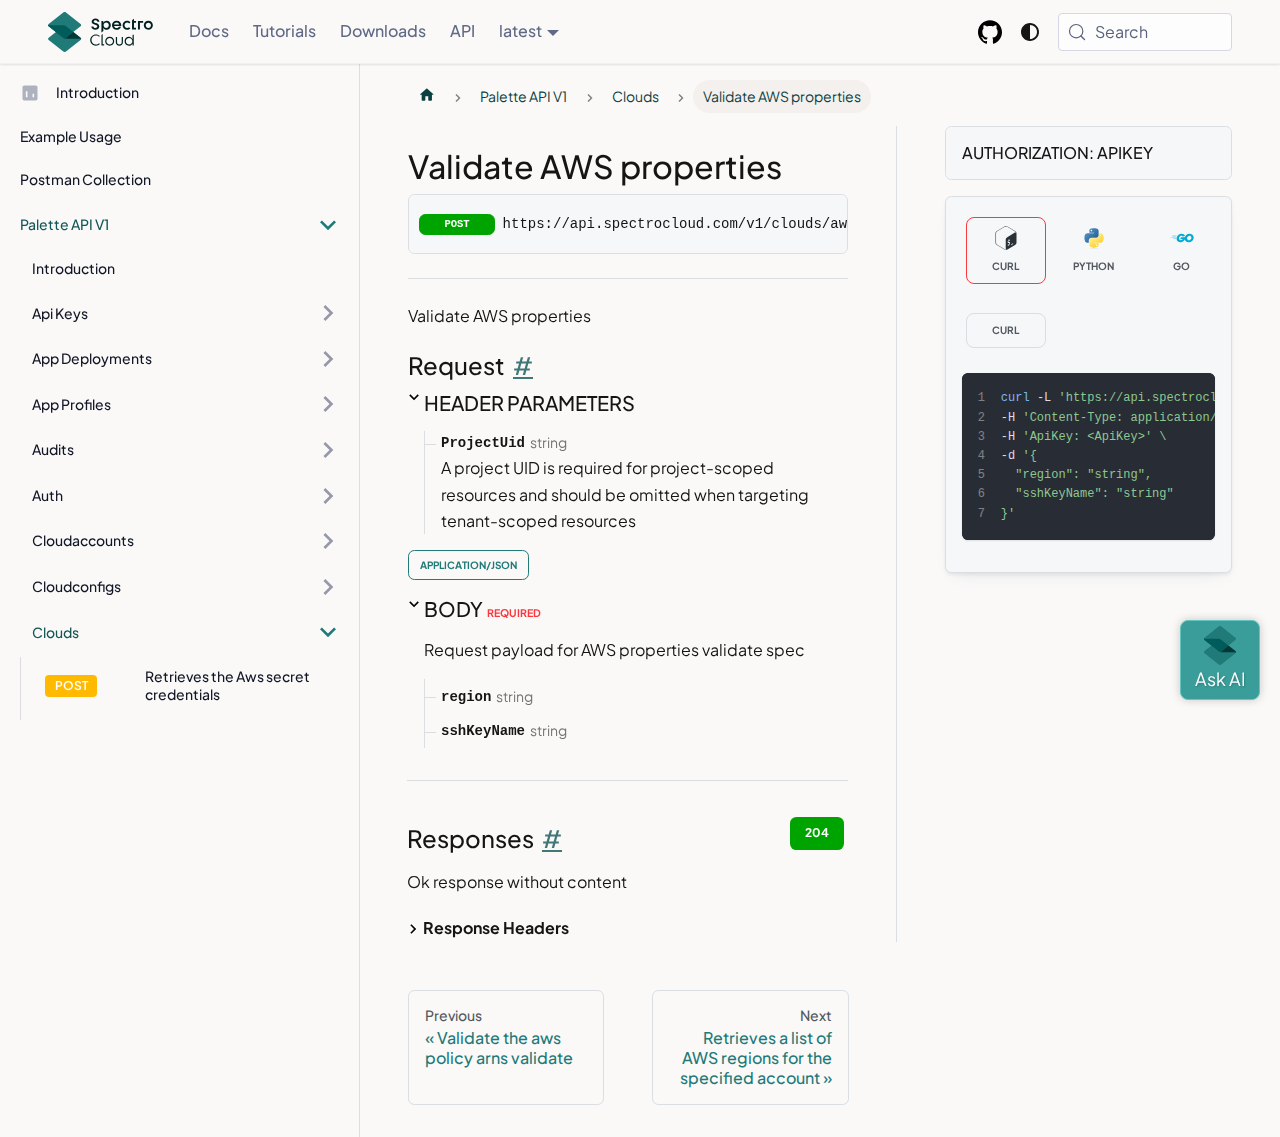 Spectro Cloud
Docs
Tutorials
Downloads
API
latest
Search
Introduction
Example Usage
Postman Collection
Palette API V1
Introduction
Api Keys
App Deployments
App Profiles
Audits
Auth
Cloudaccounts
Cloudconfigs
Clouds
POST
Retrieves the Aws secret
credentials
Palette API V1
Clouds
Validate AWS properties
Validate AWS properties
POST https://api.spectrocloud.com/v1/clouds/aw
Validate AWS properties
Request #
HEADER PARAMETERS
ProjectUid string
A project UID is required for project-scoped
resources and should be omitted when targeting
tenant-scoped resources
APPLICATION/JSON
BODY REQUIRED
Request payload for AWS properties validate spec
region string
sshKeyName string
Responses #
204
Ok response without content
Response Headers
Previous
« Validate the aws
policy arns validate
Next
Retrieves a list of
AWS regions for the
specified account »
AUTHORIZATION: APIKEY
CURL
PYTHON
GO
CURL
1 curl -L 'https://api.spectrocl
2 -H 'Content-Type: application/
3 -H 'ApiKey: <ApiKey>' \
4 -d '{
5 "region": "string",
6 "sshKeyName": "string"
7 }'
Ask AI